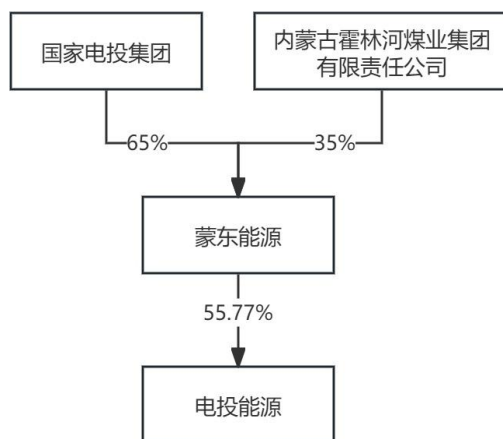 国家电投集团
内蒙古霍林河煤业集团
有限责任公司
65%
35%
蒙东能源
55.77%
电投能源